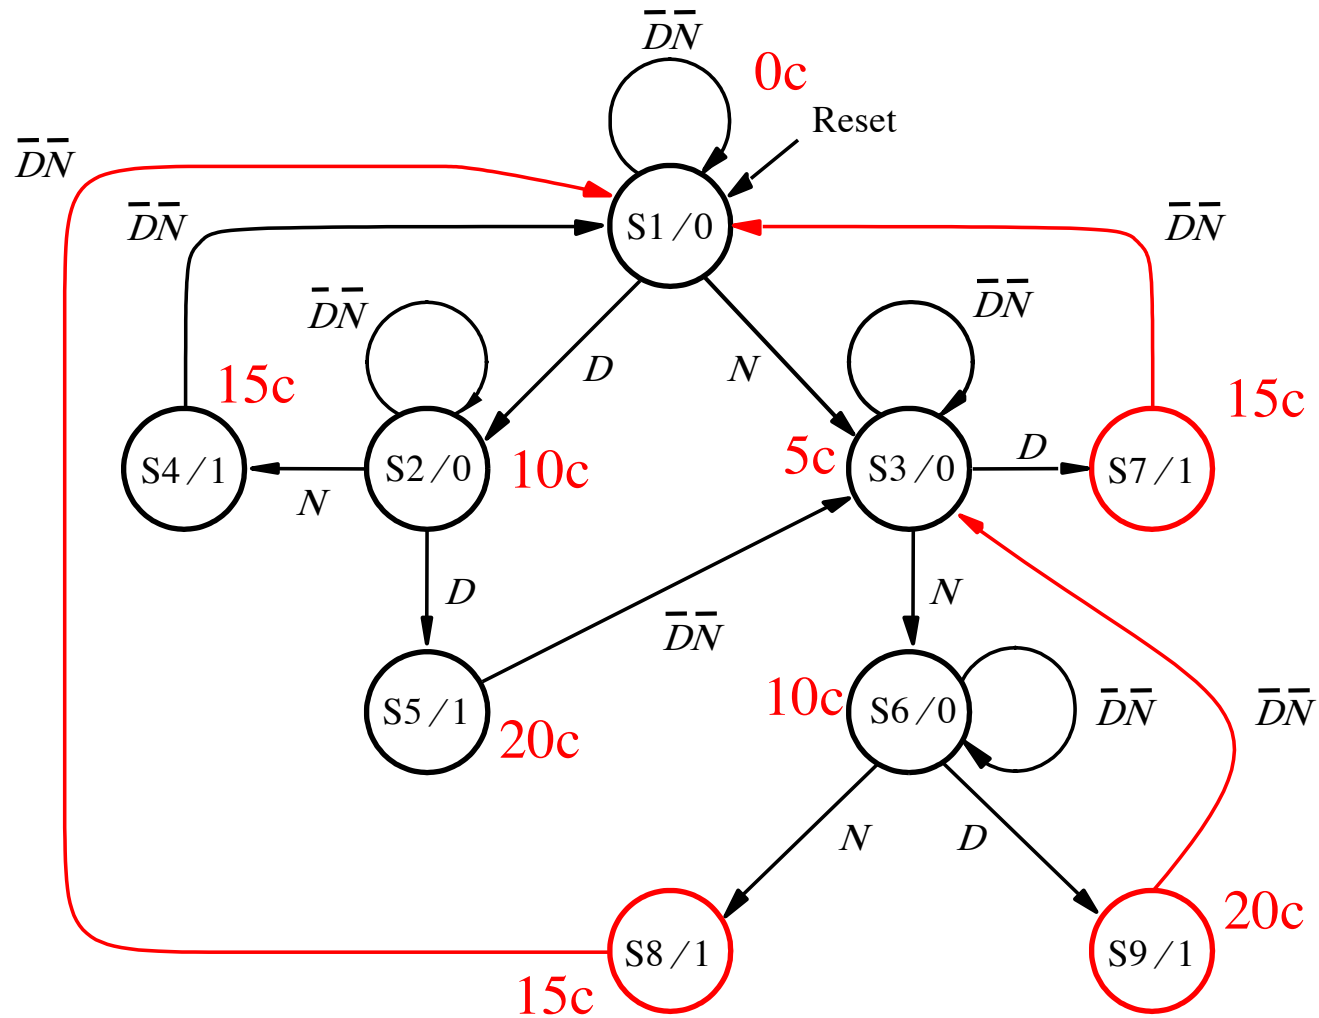 D̅N̅
0c
Reset
D̅N̅
D̅N̅
D̅N̅
S1/0
D̅N̅
D̅N̅
D
N
15c
15c
5c
10c
S4/1
S2/0
S3/0
D
S7/1
N
D
N
D̅N̅
10c
S6/0
D̅N̅
D̅N̅
S5/1
20c
N
D
20c
S8/1
S9/1
15c